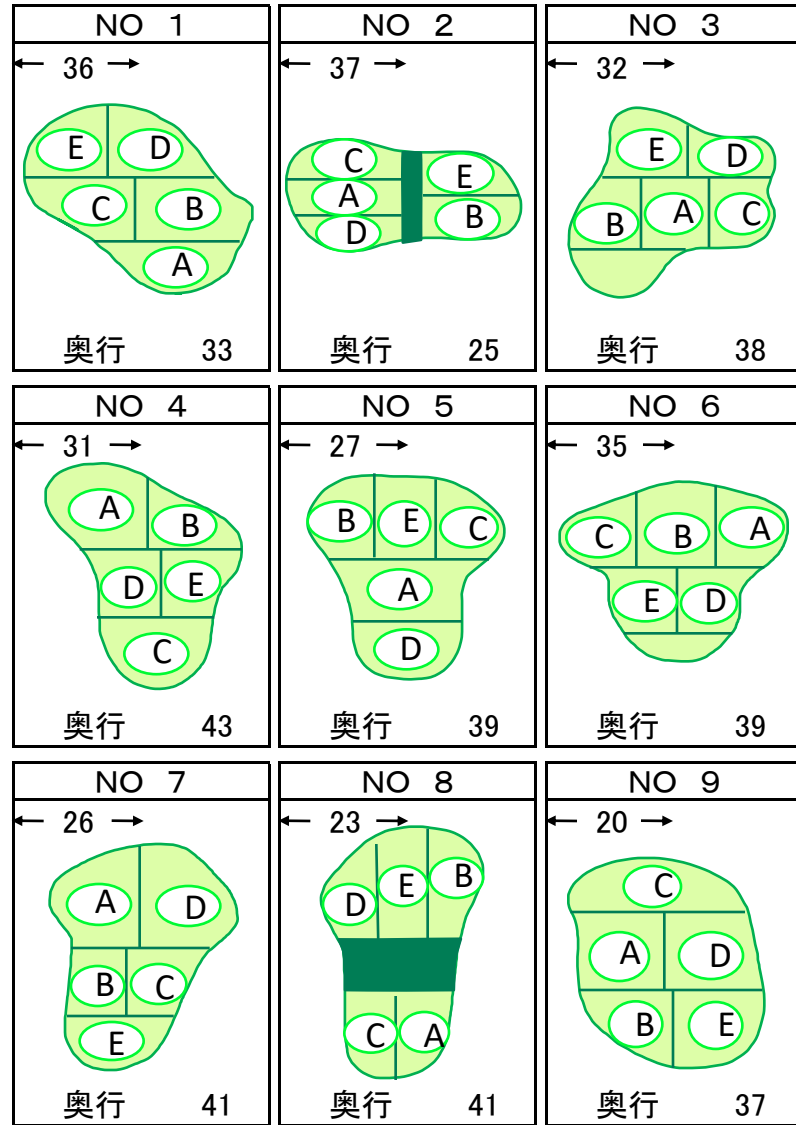 NO 1
← 36 →
E D
C B
A
奥行 33
NO 2
← 37 →
C E
A
D B
奥行 25
NO 3
← 32 →
E D
B A C
奥行 38
NO 4
← 31 →
A B
D E
C
奥行 43
NO 5
← 27 →
B E C
A
D
奥行 39
NO 6
← 35 →
C B A
E D
奥行 39
NO 7
← 26 →
A D
B C
E
奥行 41
NO 8
← 23 →
D E B
C A
奥行 41
NO 9
← 20 →
C
A D
B E
奥行 37